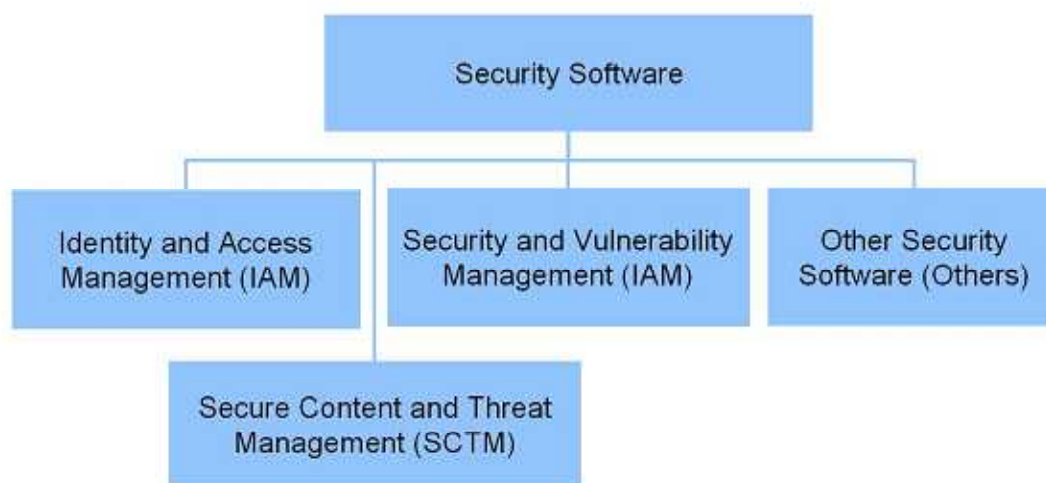 Security Software
Identity and Access
Management (IAM)
Security and Vulnerability
Management (IAM)
Other Security
Software (Others)
Secure Content and Threat
Management (SCTM)